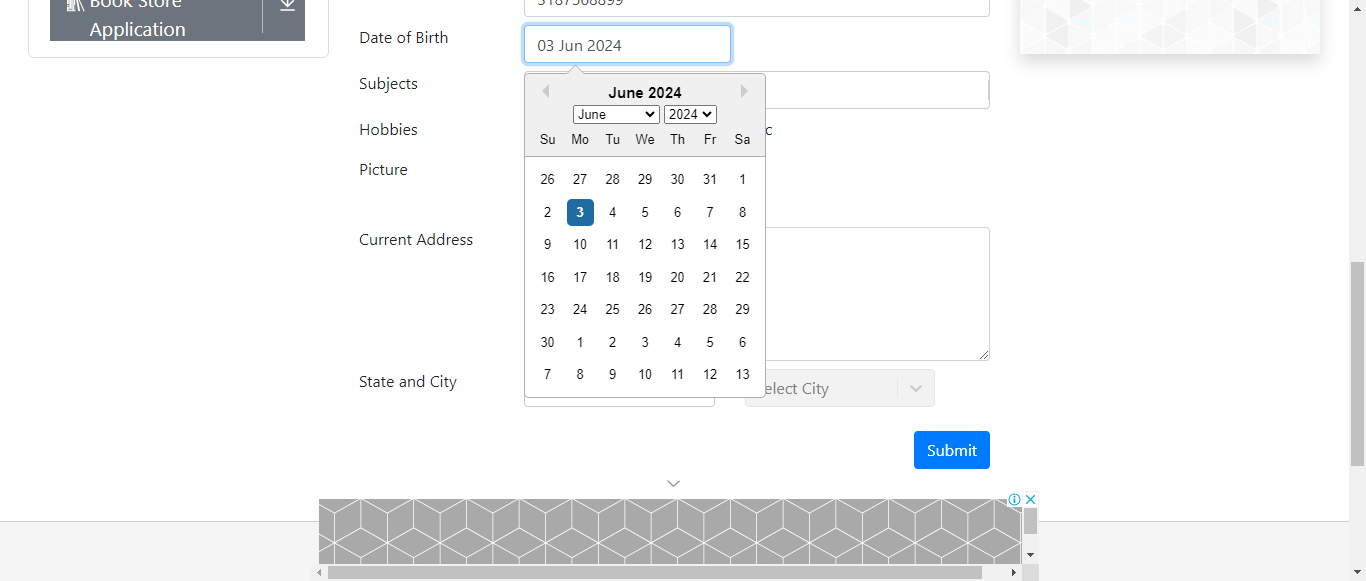 Book Store
Application
3187568899
Date of Birth
03 Jun 2024
Subjects
June 2024
June
2024
Hobbies
Su Mo Tu We Th Fr Sa
Picture
26 27 28 29 30 31 1
2 3 4 5 6 7 8
Current Address
9 10 11 12 13 14 15
16 17 18 19 20 21 22
23 24 25 26 27 28 29
30 1 2 3 4 5 6
7 8 9 10 11 12 13
State and City
elect City
Submit